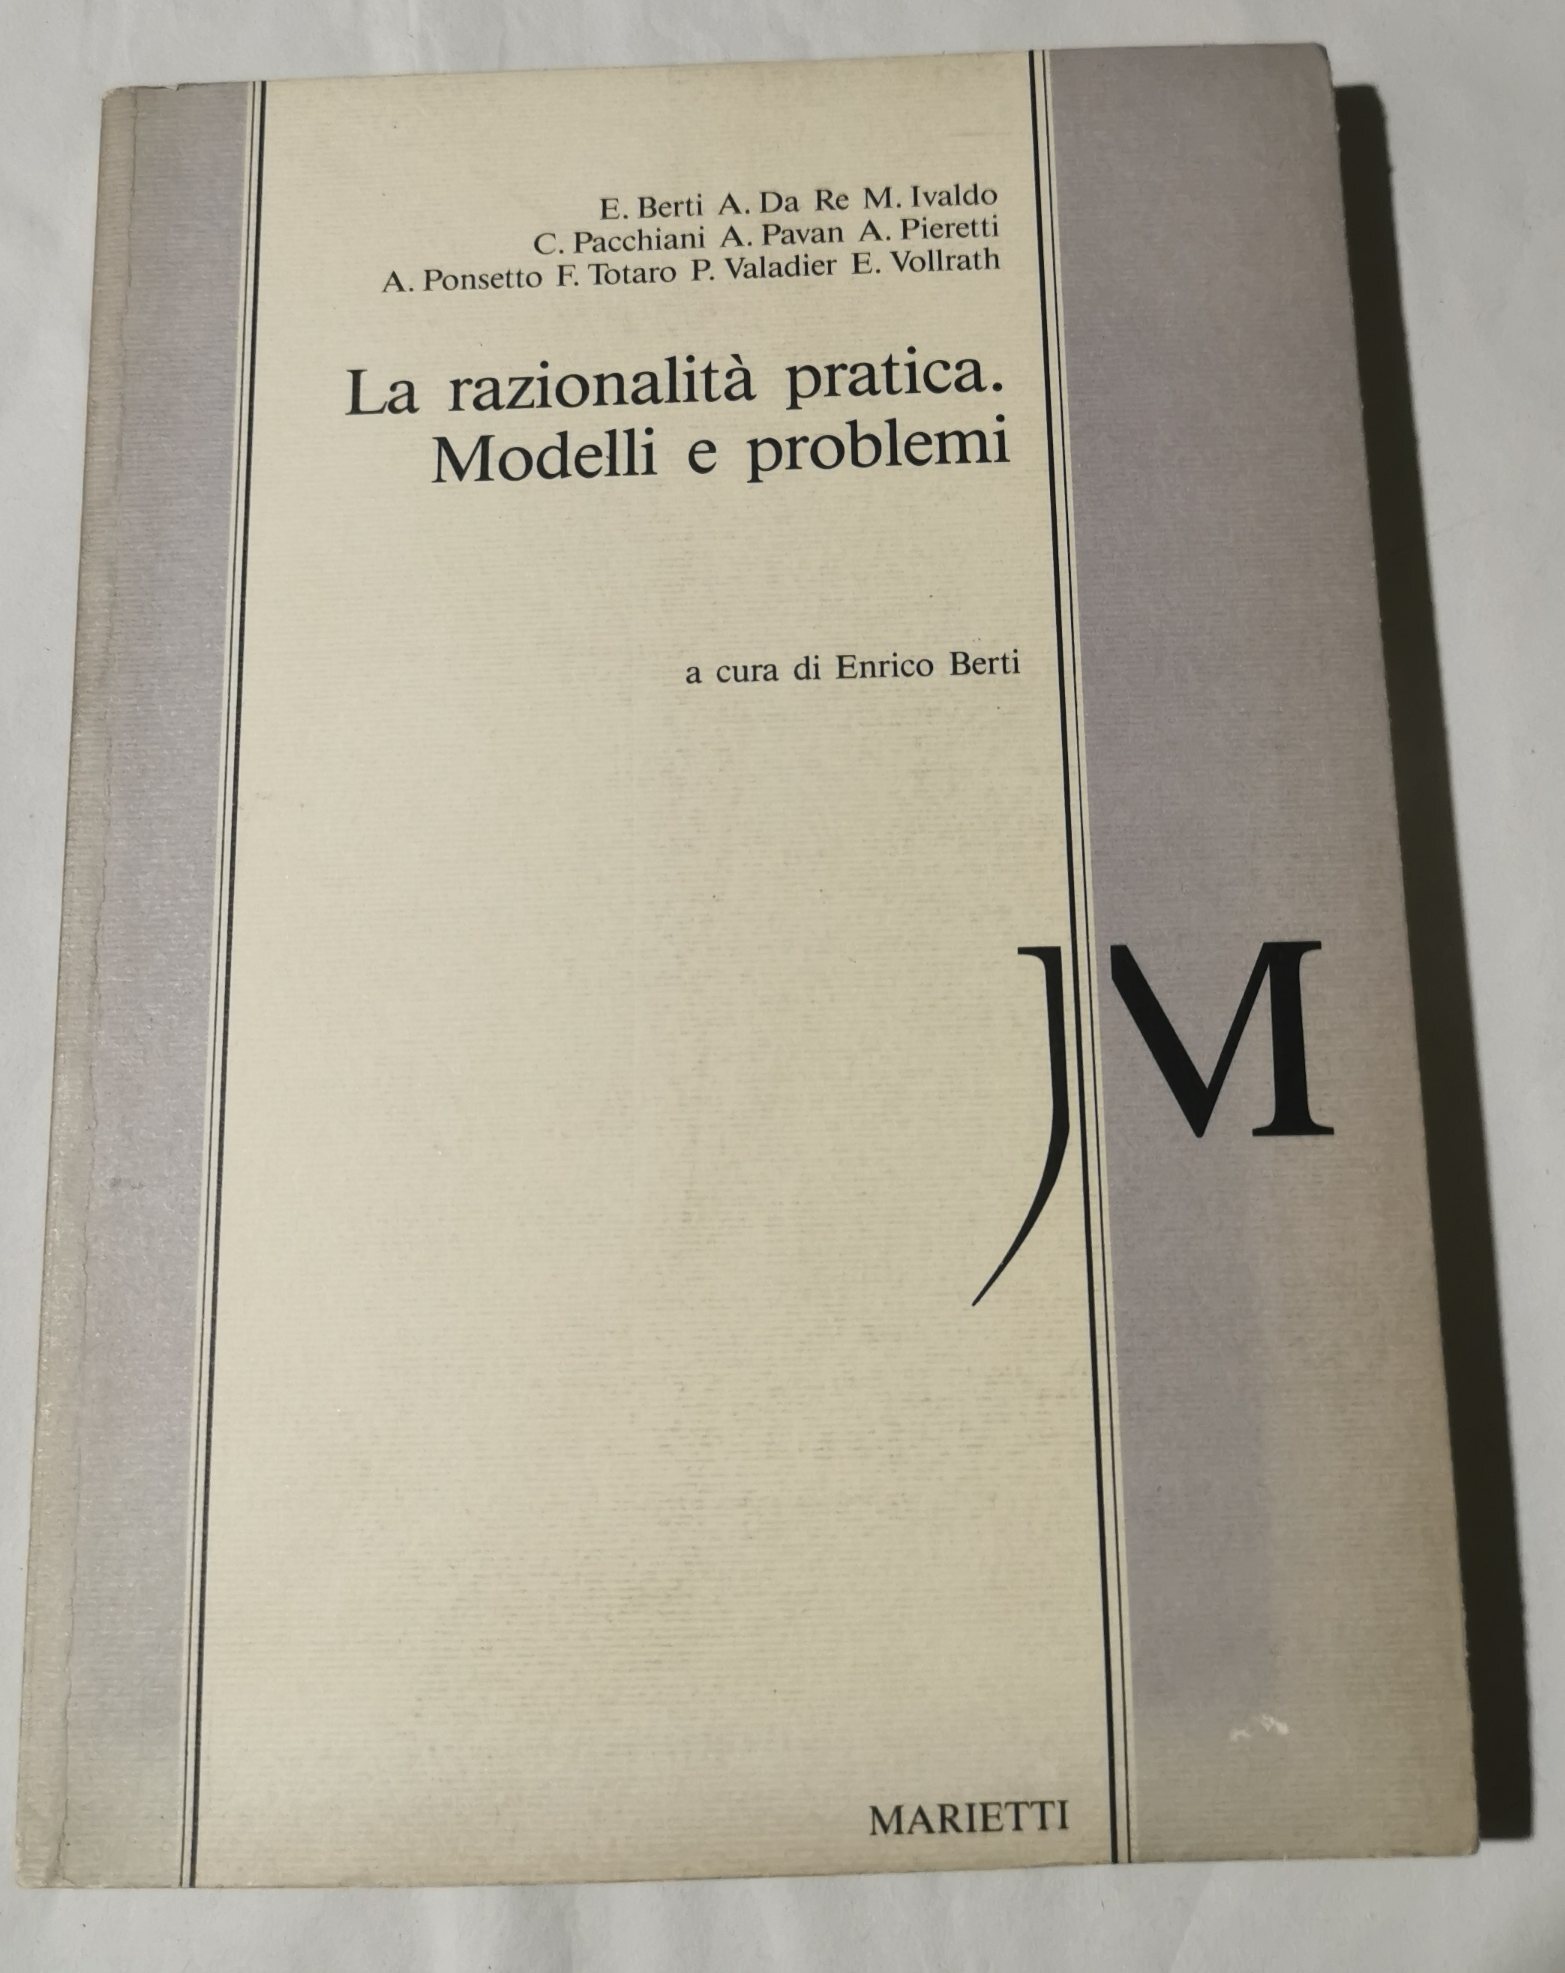 E. Berti A. Da Re M. Ivaldo
C. Pacchiani A. Pavan A. Pieretti
A. Ponsetto F. Totaro P. Valadier E. Vollrath
La razionalità pratica.
Modelli e problemi
a cura di Enrico Berti
JM
MARIETTI